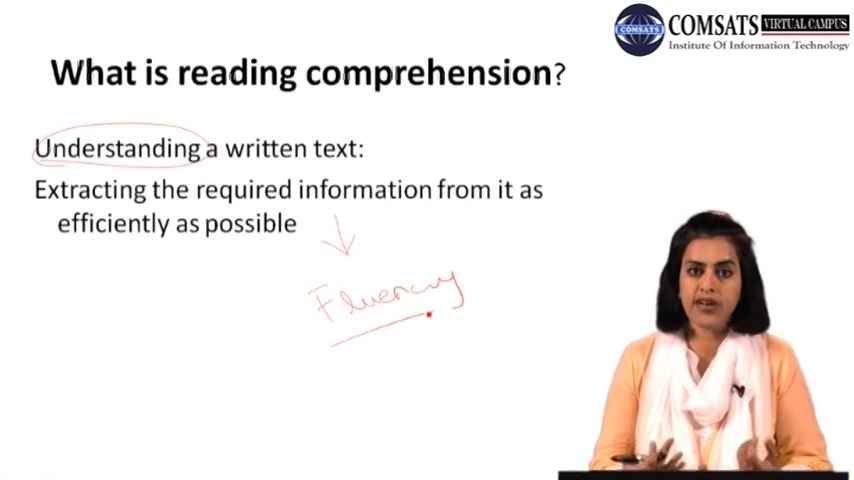 COMSATS
COMSATS VIRTUAL CAMPUS
Institute Of Information Technology
What is reading comprehension?
Understanding a written text:
Extracting the required information from it as
efficiently as possible
Fluency